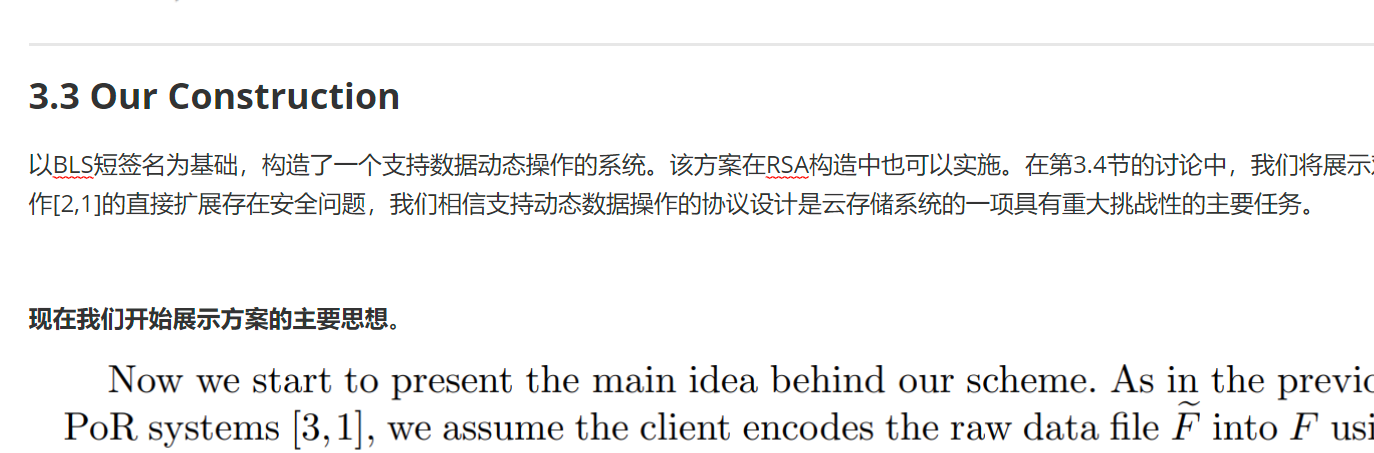 3.3 Our Construction
以BLS短签名为基础，构造了一个支持数据动态操作的系统。该方案在RSA构造中也可以实施。在第3.4节的讨论中，我们将展示
作[2,1]的直接扩展存在安全问题，我们相信支持动态数据操作的协议设计是云存储系统的一项具有重大挑战性的主要任务。
现在我们开始展示方案的主要思想。
Now we start to present the main idea behind our scheme. As in the
PoR systems [3,1], we assume the client encodes the raw data file F̃ into F